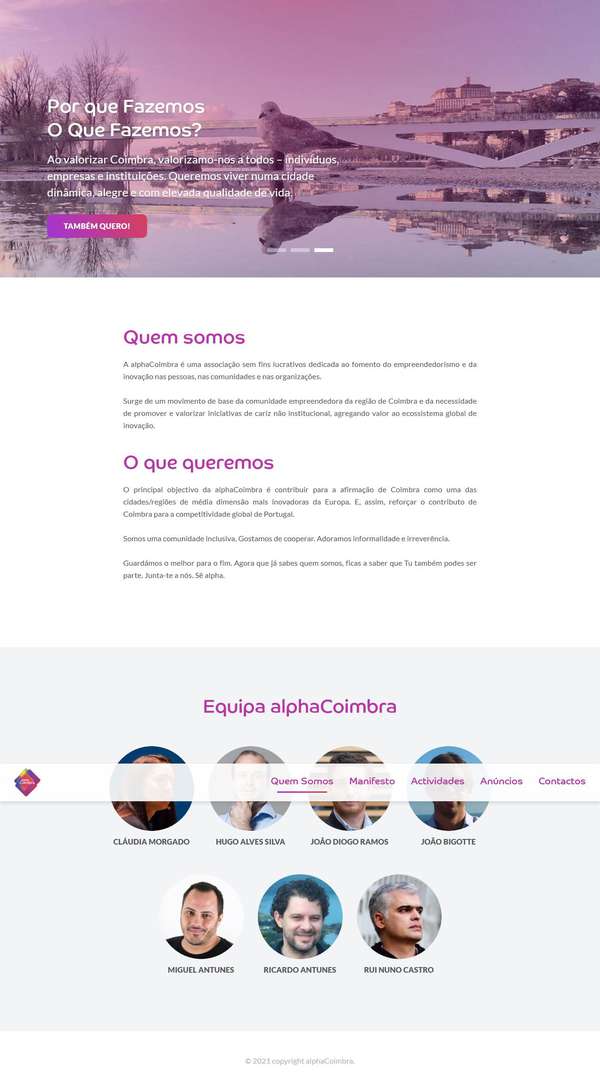 Por que Fazemos
O Que Fazemos?
Ao valorizar Coimbra, valorizamo-nos a todos – indivíduos,
empresas e instituições. Queremos viver numa cidade
dinâmica, alegre e com elevada qualidade de vida.
TAMBÉM QUERO!
Quem somos
A alphaCoimbra é uma associação sem fins lucrativos dedicada ao fomento do empreendedorismo e da
inovação nas pessoas, nas comunidades e nas organizações.
Surge de um movimento de base da comunidade empreendedora da região de Coimbra e da necessidade
de promover e valorizar iniciativas de cariz não institucional, agregando valor ao ecossistema global de
inovação.
O que queremos
O principal objectivo da alphaCoimbra é contribuir para a afirmação de Coimbra como uma das
cidades/regiões de média dimensão mais inovadoras da Europa. E, assim, reforçar o contributo de
Coimbra para a competitividade global de Portugal.
Somos uma comunidade inclusiva. Gostamos de cooperar. Adoramos informalidade e irreverência.
Guardámos o melhor para o fim. Agora que já sabes quem somos, ficas a saber que Tu também podes ser
parte. Junta-te a nós. Sê alpha.
Equipa alphaCoimbra
Quem Somos Manifesto Actividades Anúncios Contactos
CLÁUDIA MORGADO HUGO ALVES SILVA JOÃO DIOGO RAMOS JOÃO BIGOTTE
MIGUEL ANTUNES RICARDO ANTUNES RUI NUNO CASTRO
© 2023 copyright alphaCoimbra.